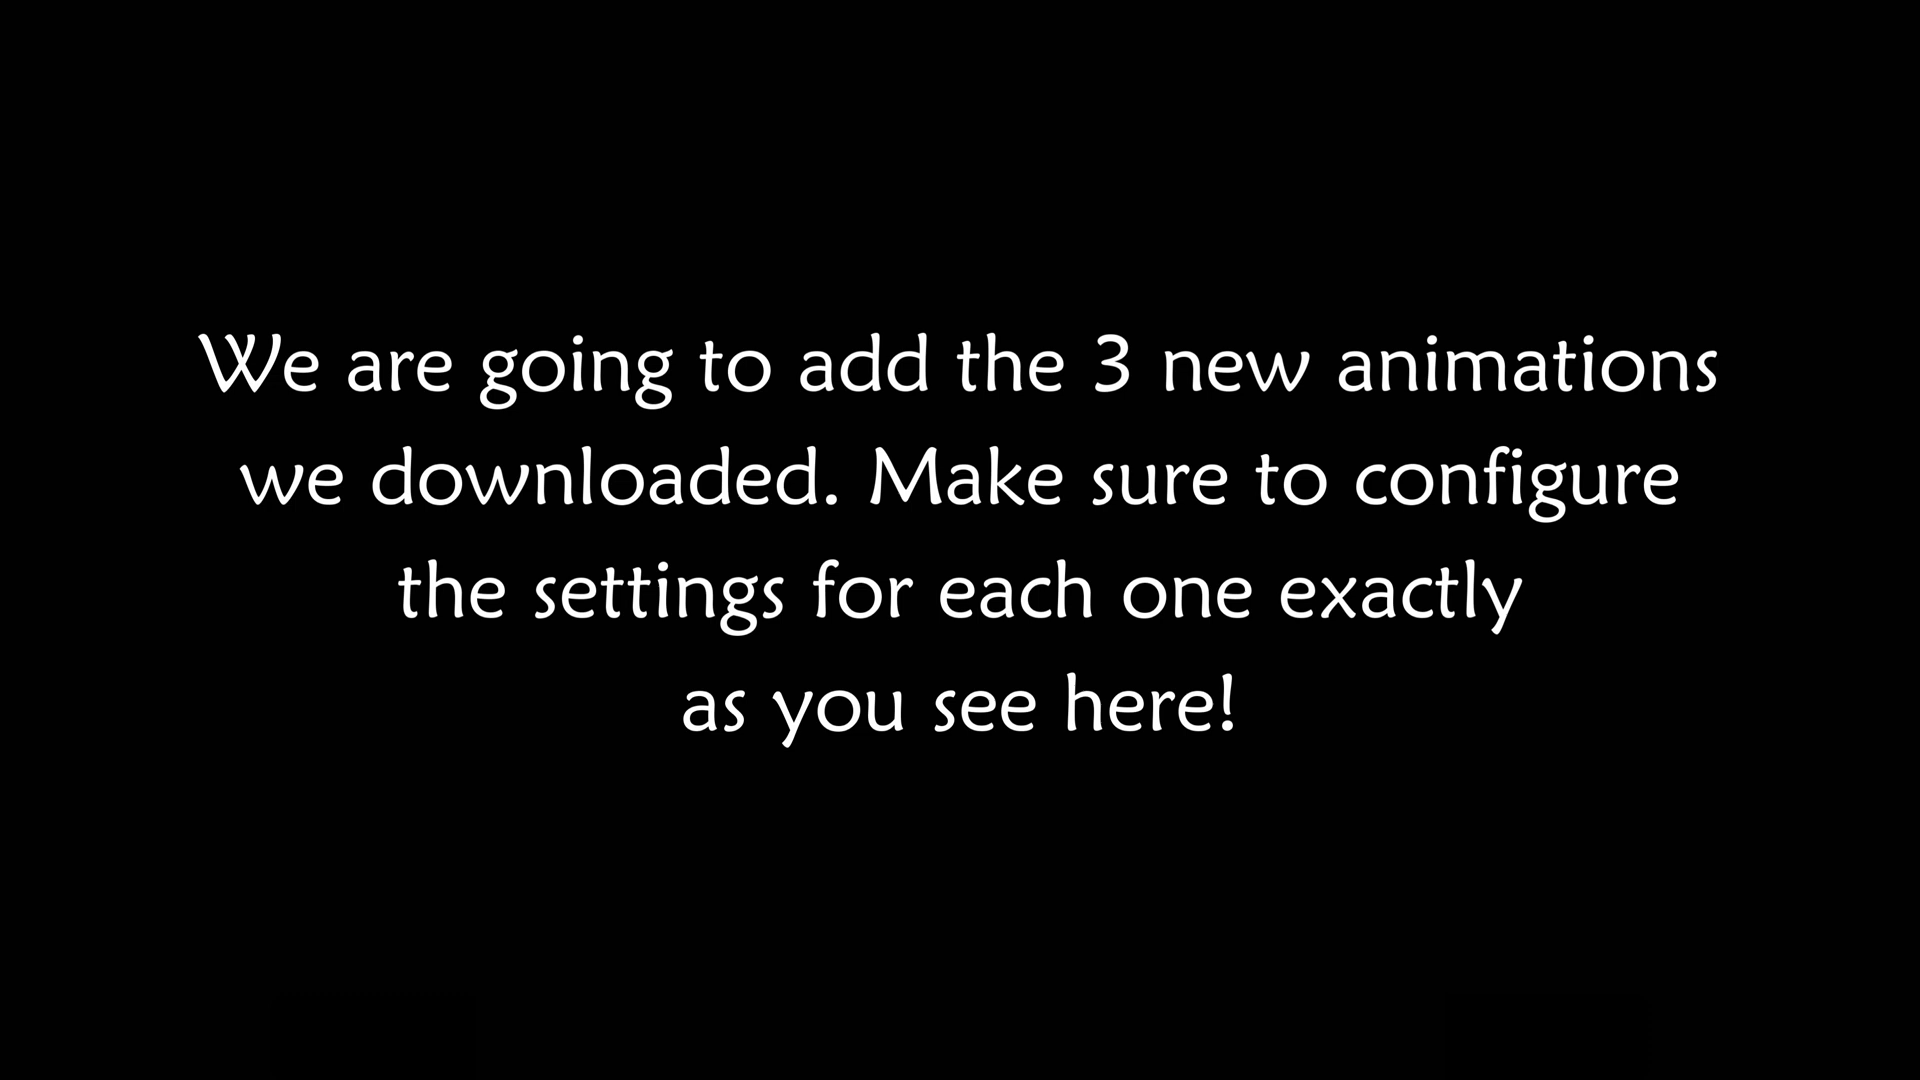 We are going to add the 3 new animations
we downloaded. Make sure to configure
the settings for each one exactly
as you see here!